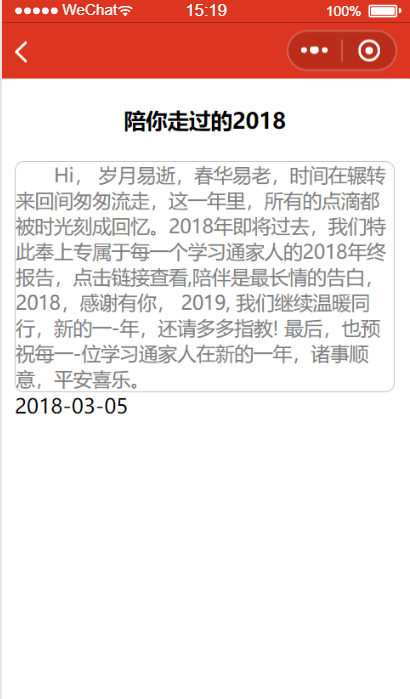 WeChat 15:19 100%
陪你走过的2018
Hi， 岁月易逝，春华易老，时间在辗转
来回间匆匆流走，这一年里，所有的点滴都
被时光刻成回忆。2018年即将过去，我们特
此奉上专属于每一个学习通家人的2018年终
报告，点击链接查看,陪伴是最长情的告白，
2018，感谢有你， 2019, 我们继续温暖同
行，新的一-年，还请多多指教! 最后，也预
祝每一-位学习通家人在新的一年，诸事顺
意，平安喜乐。
2018-03-05